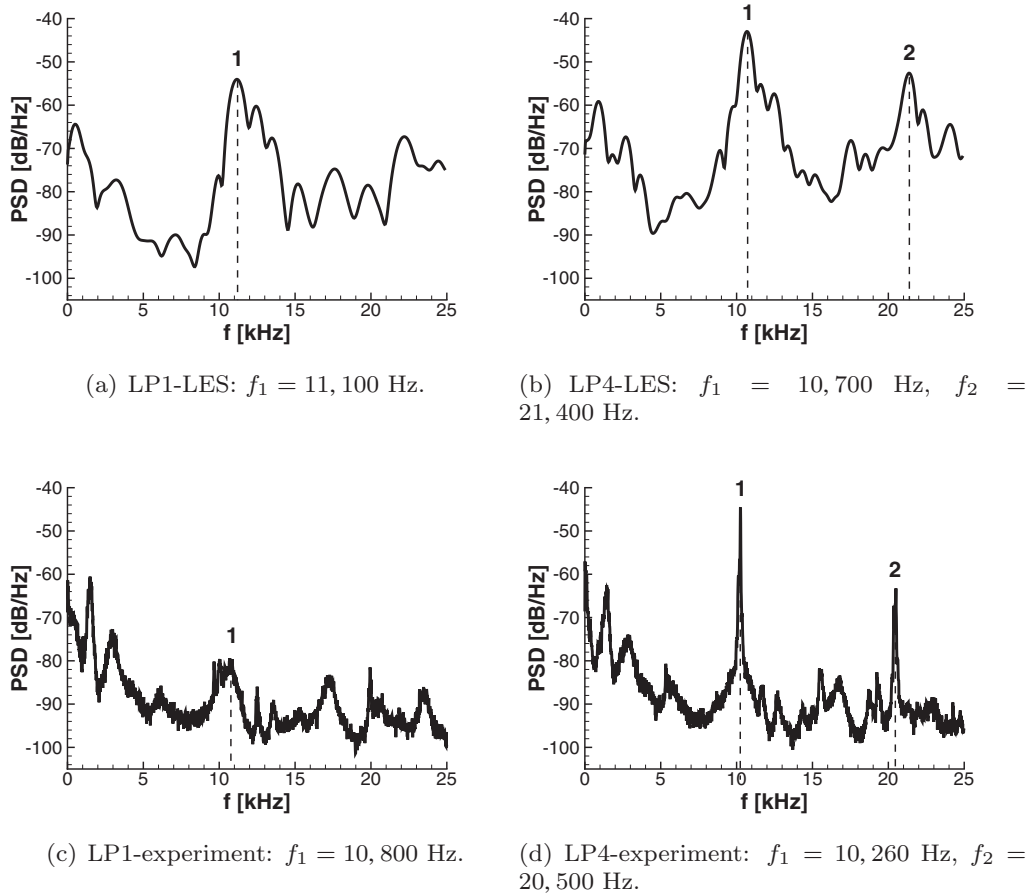 -40
-50
-60
-70
-80
-90
-100
PSD [dB/Hz]
1
0 5 10 15 20 25
f [kHz]
(a) LP1-LES: f1 = 11, 100 Hz.
-40
-50
-60
-70
-80
-90
-100
PSD [dB/Hz]
1
2
0 5 10 15 20 25
f [kHz]
(b) LP4-LES: f1 = 10, 700 Hz, f2 =
21, 400 Hz.
-40
-50
-60
-70
-80
-90
-100
PSD [dB/Hz]
1
0 5 10 15 20 25
f [kHz]
(c) LP1-experiment: f1 = 10, 800 Hz.
-40
-50
-60
-70
-80
-90
-100
PSD [dB/Hz]
1
2
0 5 10 15 20 25
f [kHz]
(d) LP4-experiment: f1 = 10, 260 Hz, f2 =
20, 500 Hz.